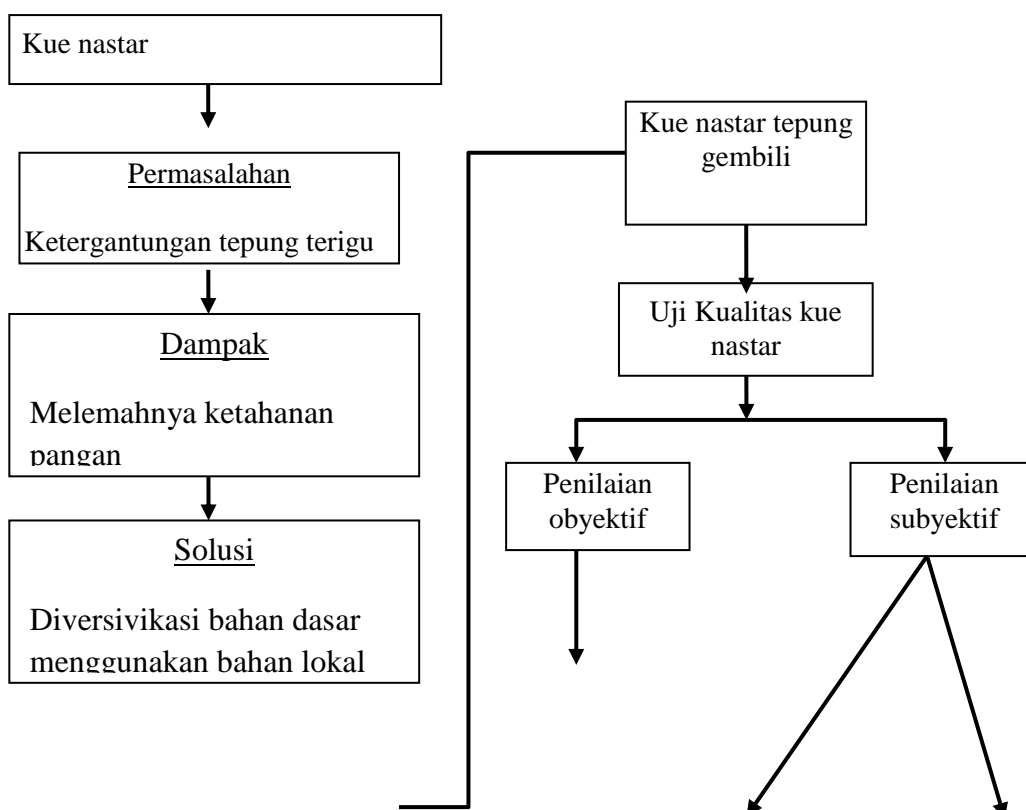 Kue nastar
Permasalahan
Ketergantungan tepung terigu
Dampak
Melemahnya ketahanan
pangan
Solusi
Diversivikasi bahan dasar
menggunakan bahan lokal
Kue nastar tepung
gembili
Uji Kualitas kue
nastar
Penilaian
obyektif
Penilaian
subyektif